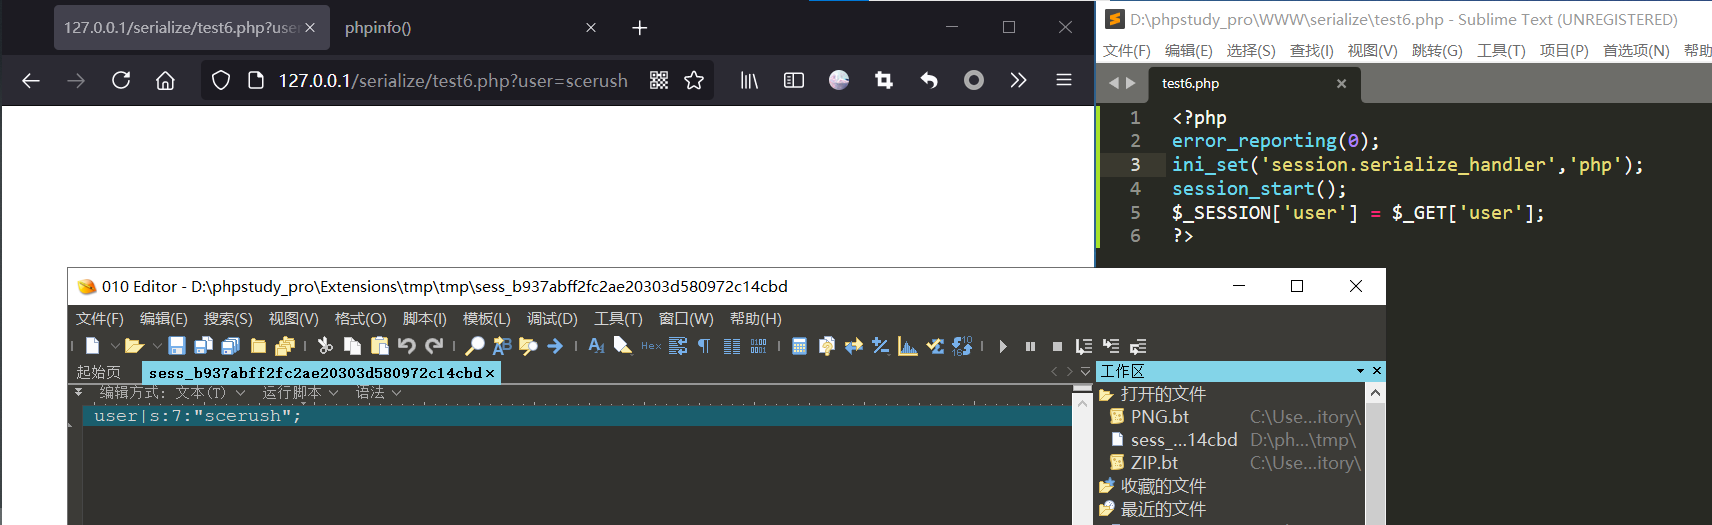 127.0.0.1/serialize/test6.php?user
phpinfo()
127.0.0.1/serialize/test6.php?user=scerush
D:\phpstudy_pro\WWW\serialize\test6.php - Sublime Text (UNREGISTERED)
文件(F) 编辑(E) 选择(S) 查找(I) 视图(V) 跳转(G) 工具(T) 项目(P) 首选项(N) 帮助
test6.php
1 <?php
2 error_reporting(0);
3 ini_set('session.serialize_handler','php');
4 session_start();
5 $_SESSION['user'] = $_GET['user'];
6 ?>
010 Editor - D:\phpstudy_pro\Extensions\tmp\tmp\sess_b937abff2fc2ae20303d580972c14cbd
文件(F) 编辑(E) 搜索(S) 视图(V) 格式(O) 脚本(I) 模板(L) 调试(D) 工具(T) 窗口(W) 帮助(H)
Hex
起始页 sess_b937abff2fc2ae20303d580972c14cbd
编辑方式: 文本(T) 运行脚本 语法
user|s:7:"scerush";
工作区
打开的文件
PNG.bt C:\Use...itory\
sess_...14cbd D:\ph...\tmp\
ZIP.bt C:\Use...itory\
收藏的文件
最近的文件